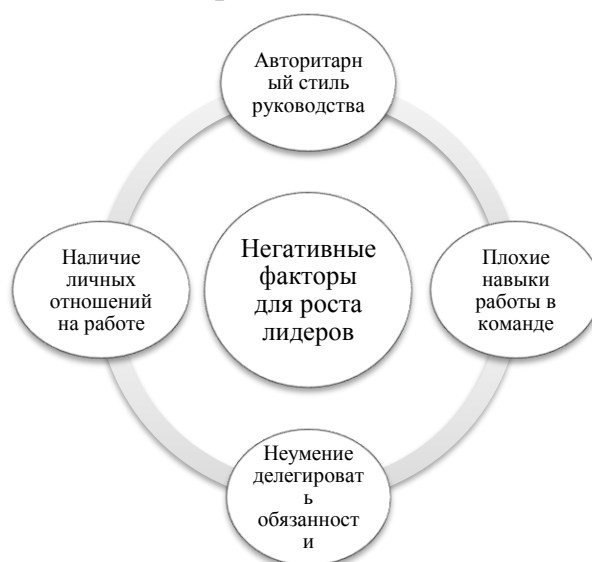 Авторитарн
ый стиль
руководства
Наличие
личных
отношений
на работе
Негативные
факторы
для роста
лидеров
Плохие
навыки
работы в
команде
Неумение
делегироват
ь
обязанност
и